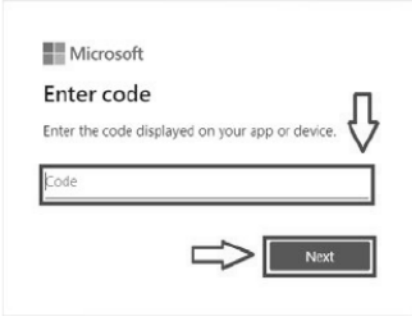 Microsoft
Enter code
Enter the code displayed on your app or device.
Code
Next